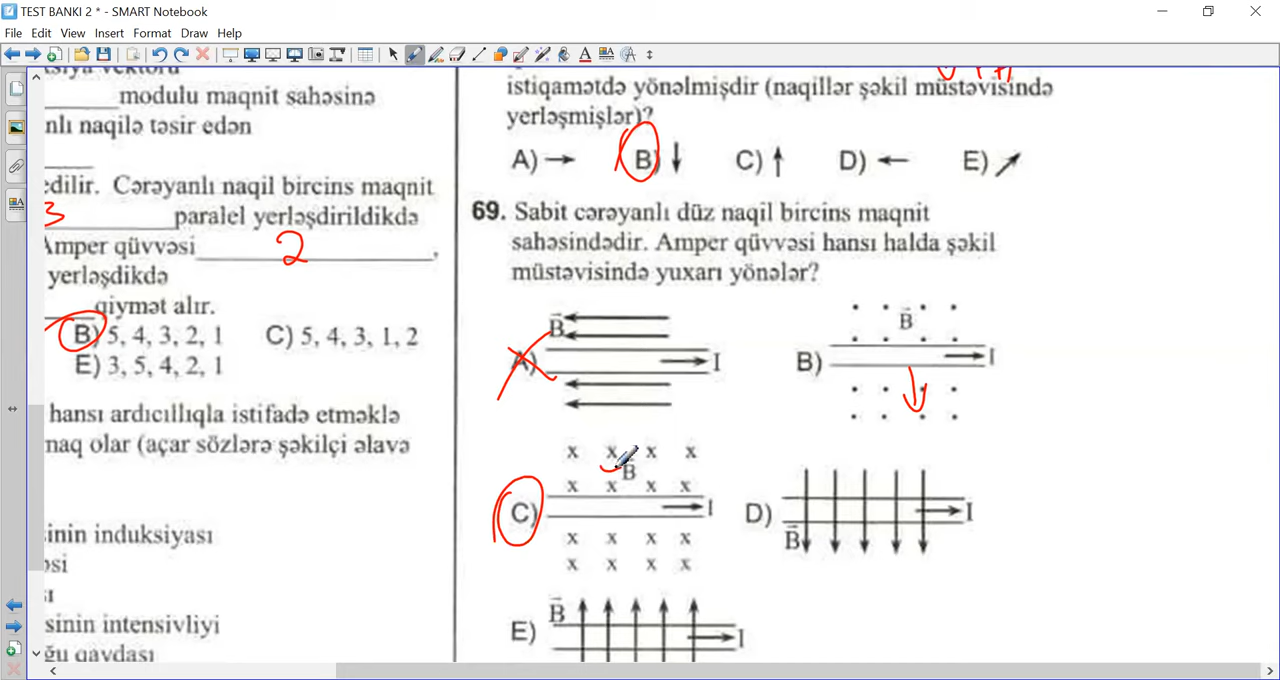 TEST BANKI 2 * - SMART Notebook
File Edit View Insert Format Draw Help
modulu maqnit sahəsinə
nlı naqilə təsir edən
edilir. Cərəyanlı naqil bircins maqnit
3 paralel yerləşdirildikdə
Amper qüvvəsi 2 ,
yerləşdikdə
qiymət alır.
B) 5, 4, 3, 2, 1 C) 5, 4, 3, 1, 2
E) 3, 5, 4, 2, 1
hansı ardıcıllıqla istifadə etməklə
naq olar (açar sözlərə şəkilçi əlavə
inin induksiyası
əsi
sı
sinin intensivliyi
ğu qaydası
istiqamətdə yönəlmişdir (naqillər şəkil müstəvisində
yerləşmişlər)?
A) → B) ↓ C) ↑ D) ← E) ↗
69. Sabit cərəyanlı düz naqil bircins maqnit
sahəsindədir. Amper qüvvəsi hansı halda şəkil
müstəvisində yuxarı yönələr?
A) B I B) B I
x x x x
B
x x x x
C) I D) B I
x x x x
x x x x
E) B I